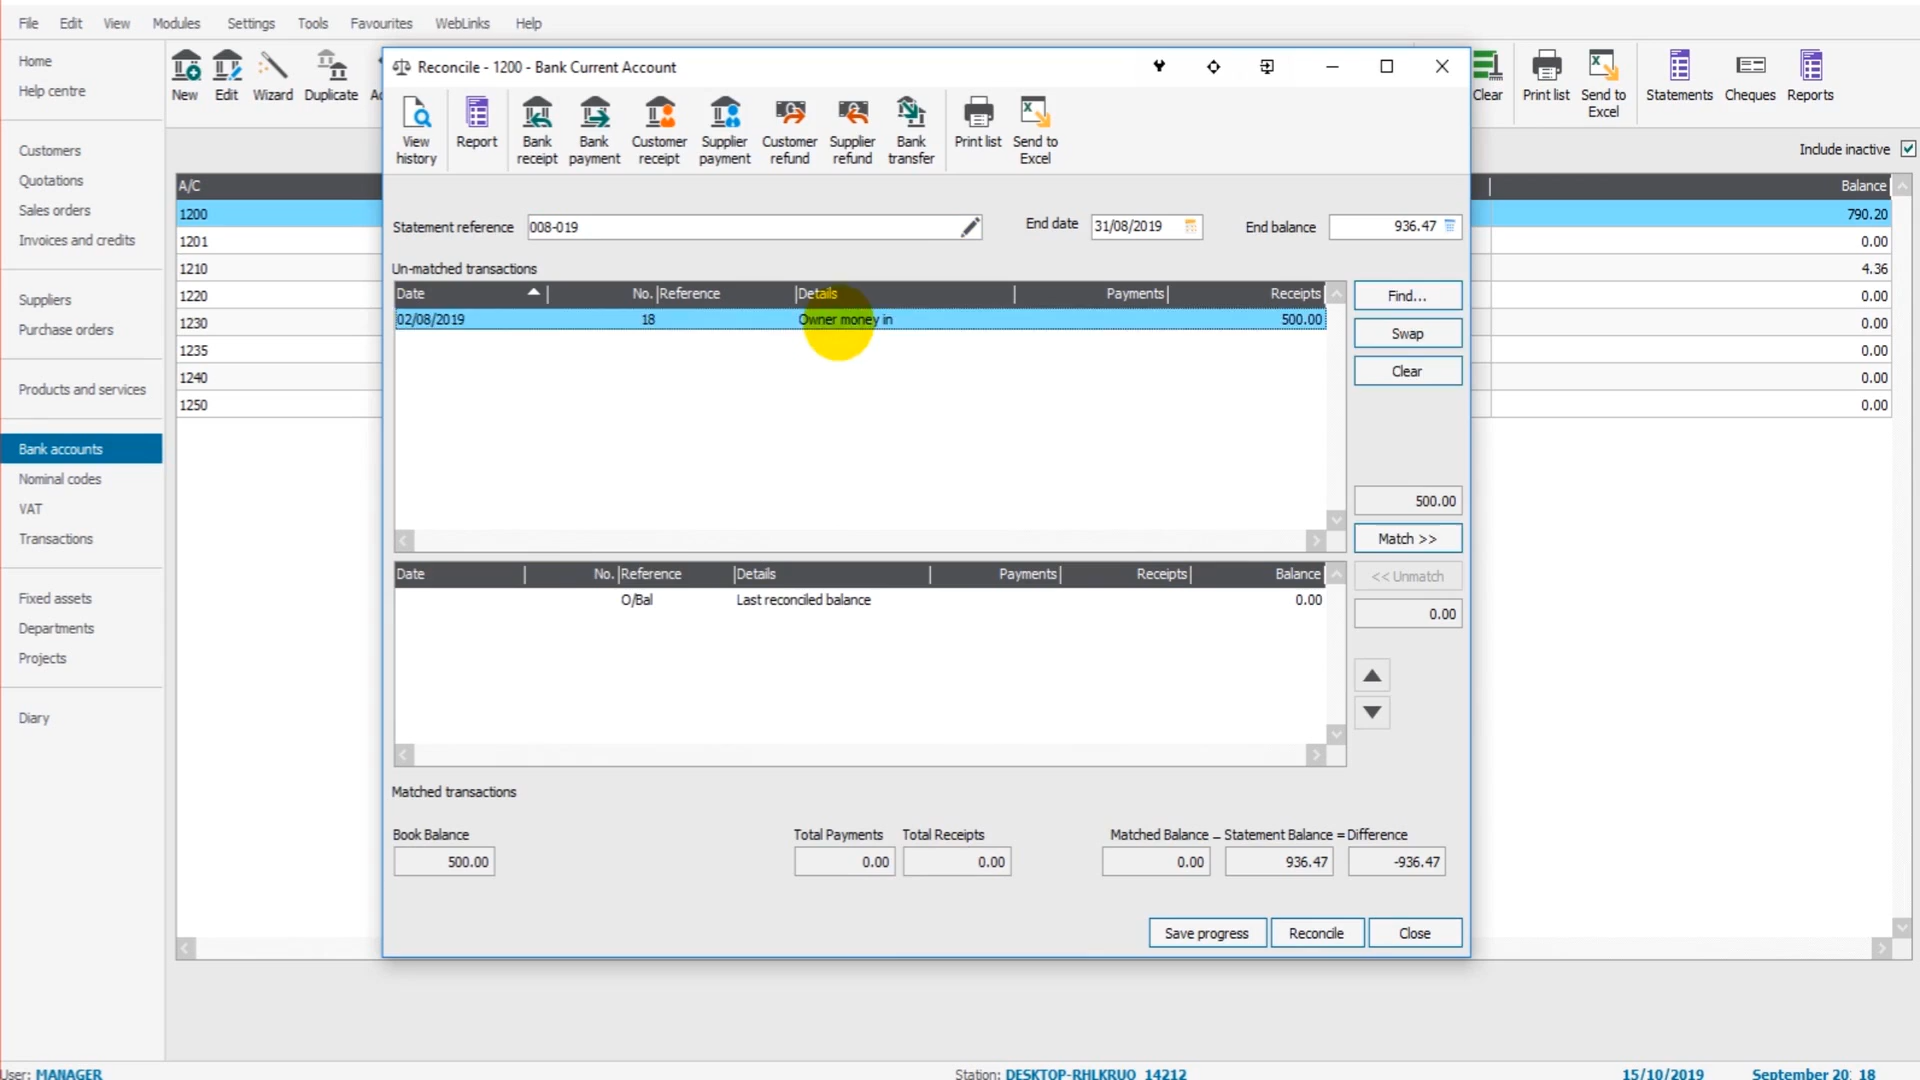 File Edit View Modules Settings Tools Favourites WebLinks Help
Home
Help centre
Customers
Quotations
Sales orders
Invoices and credits
Suppliers
Purchase orders
Products and services
Bank accounts
Nominal codes
VAT
Transactions
Fixed assets
Departments
Projects
Diary
New Edit Wizard Duplicate
Clear Print list Send to Excel Statements Cheques Reports
Include inactive
A/C Balance
1200 790.20
1201 0.00
1210 4.36
1220 0.00
1230 0.00
1235 0.00
1240 0.00
1250 0.00
Reconcile - 1200 - Bank Current Account
View history Report Bank receipt Bank payment Customer receipt Supplier payment Customer refund Supplier refund Bank transfer Print list Send to Excel
Statement reference 008-019 End date 31/08/2019 End balance 936.47
Un-matched transactions
Date No. Reference Details Payments Receipts
02/08/2019 18 Owner money in 500.00
Find...
Swap
Clear
500.00
Match >>
<< Unmatch
0.00
Date No. Reference Details Payments Receipts Balance
O/Bal Last reconciled balance 0.00
Matched transactions
Book Balance Total Payments Total Receipts Matched Balance – Statement Balance = Difference
500.00 0.00 0.00 0.00 936.47 -936.47
Save progress Reconcile Close
User: MANAGER Station: DESKTOP-RHLKRUO_14212 15/10/2019 September 20 18